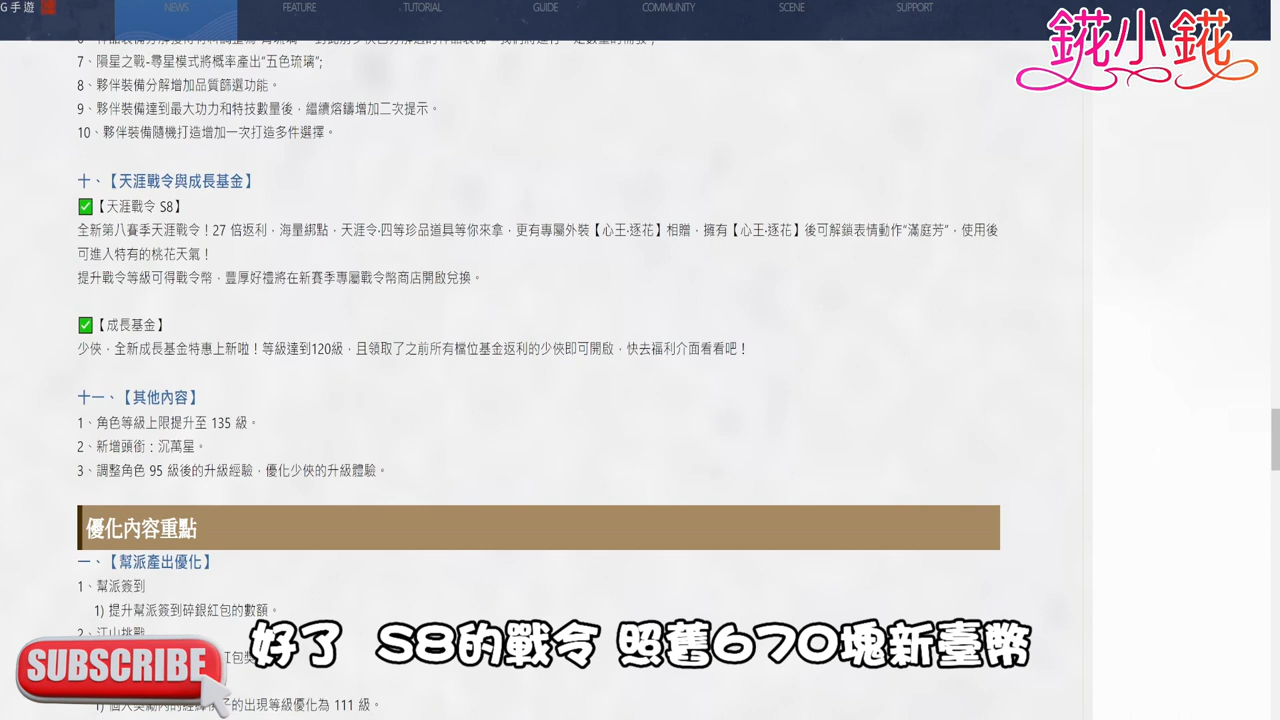 G手遊
NEWS
FEATURE
TUTORIAL
GUIDE
COMMUNITY
SCENE
SUPPORT
錵小錵
7、隕星之戰-尋星模式將概率產出"五色琉璃";
8、夥伴裝備分解增加品質篩選功能。
9、夥伴裝備達到最大功力和特技數量後，繼續熔鑄增加二次提示。
10、夥伴裝備隨機打造增加一次打造多件選擇。
十、【天涯戰令與成長基金】
✅【天涯戰令 S8】
全新第八賽季天涯戰令！27 倍返利，海量綁點，天涯令·四等珍品道具等你來拿，更有專屬外裝【心王·逐花】相贈，擁有【心王·逐花】後可解鎖表情動作"滿庭芳"，使用後
可進入特有的桃花天氣！
提升戰令等級可得戰令幣，豐厚好禮將在新賽季專屬戰令幣商店開啟兌換。
✅【成長基金】
少俠，全新成長基金特惠上新啦！等級達到120級，且領取了之前所有檔位基金返利的少俠即可開啟，快去福利介面看看吧！
十一、【其他內容】
1、角色等級上限提升至 135 級。
2、新增頭銜：沉萬星。
3、調整角色 95 級後的升級經驗，優化少俠的升級體驗。
優化內容重點
一、【幫派產出優化】
1、幫派簽到
1) 提升幫派簽到碎銀紅包的數額。
2、江山挑戰
好了 S8的戰令 照舊670塊新臺幣
SUBSCRIBE
的出現等級優化為 111 級。